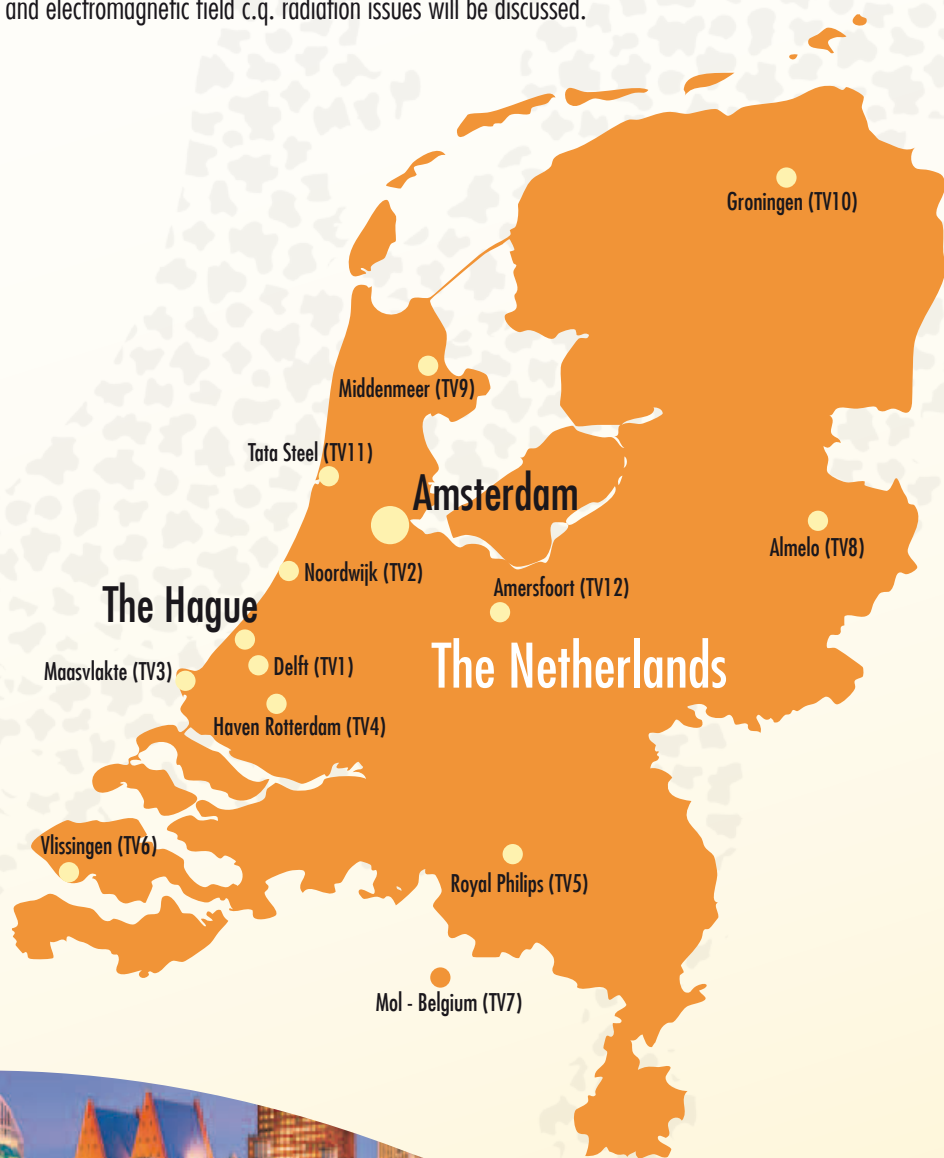 and electromagnetic field c.q. radiation issues will be discussed.
Groningen (TV10)
Middenmeer (TV9)
Tata Steel (TV11)
Amsterdam
Almelo (TV8)
Noordwijk (TV2)
Amersfoort (TV12)
The Hague
Maasvlakte (TV3)
Delft (TV1)
The Netherlands
Haven Rotterdam (TV4)
Vlissingen (TV6)
Royal Philips (TV5)
Mol - Belgium (TV7)